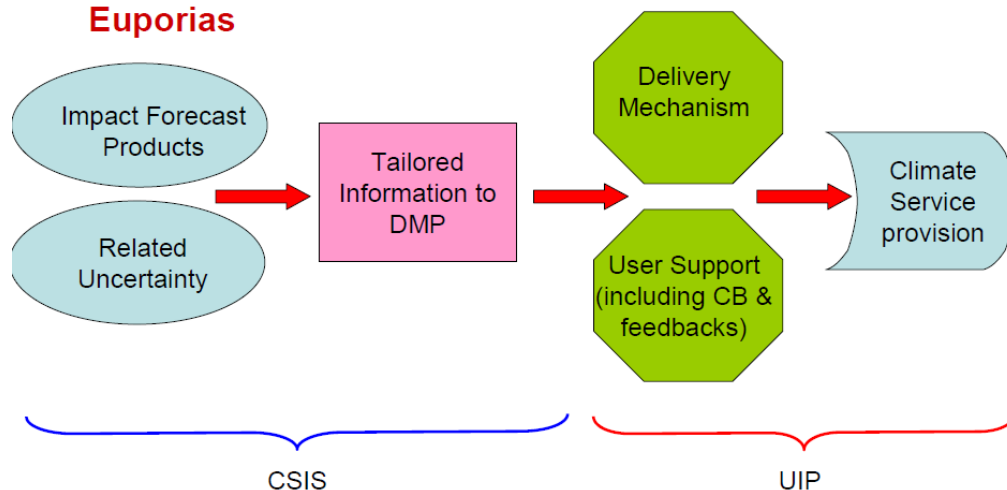 Euporias
Impact Forecast
Products
Related
Uncertainty
Tailored
Information to
DMP
Delivery
Mechanism
User Support
(including CB &
feedbacks)
Climate
Service
provision
CSIS
UIP